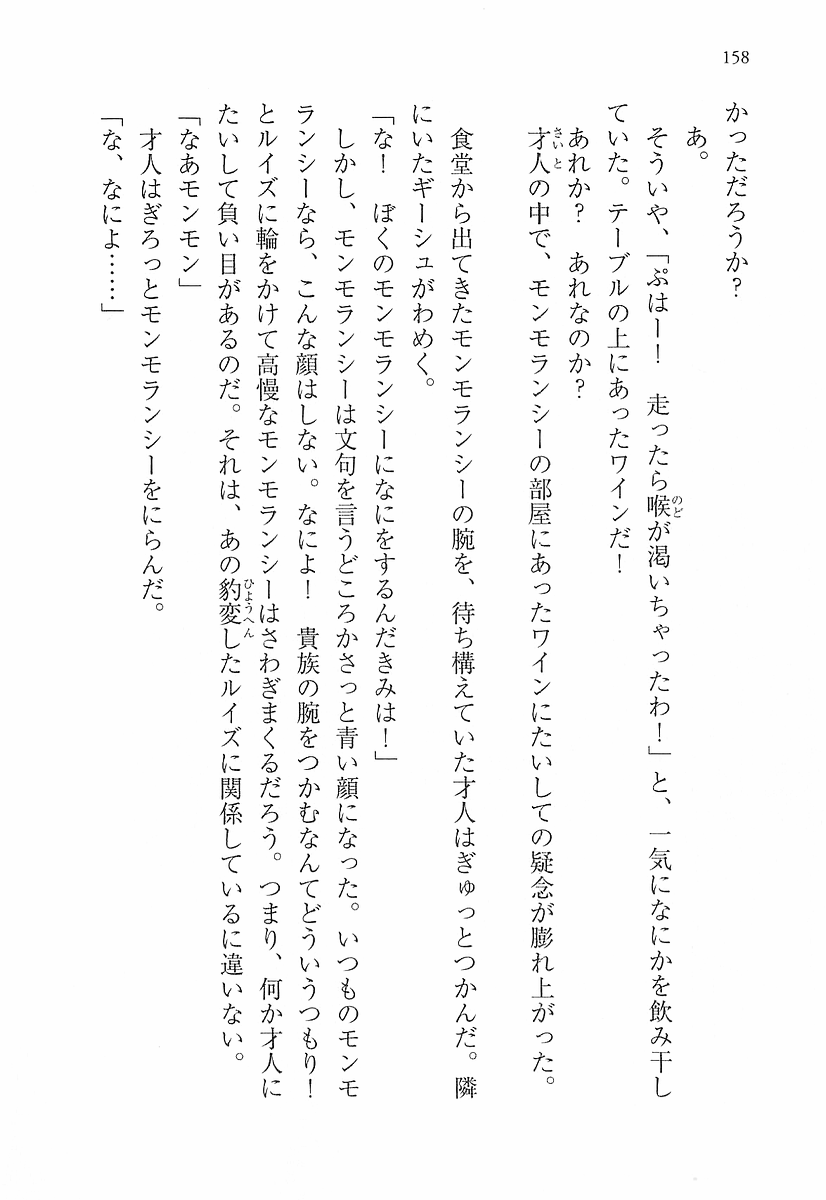 158
かっただろうか?
あ。
そういや、「ぷはー! 走ったら喉が渇いちゃったわ!」と、一気になにかを飲み干し
ていた。テーブルの上にあったワインだ!
あれか? あれなのか?
才人の中で、モンモランシーの部屋にあったワインにたいしての疑念が膨れ上がった。
食堂から出てきたモンモランシーの腕を、待ち構えていた才人はぎゅっとつかんだ。隣
にいたギーシュがわめく。
「な! ぼくのモンモランシーになにをするんだきみは!」
しかし、モンモランシーは文句を言うどころかさっと青い顔になった。いつものモンモ
ランシーなら、こんな顔はしない。なによ! 貴族の腕をつかむなんてどういうつもり!
とルイズに輪をかけて高慢なモンモランシーはさわぎまくるだろう。つまり、何か才人に
たいして負い目があるのだ。それは、あの豹変したルイズに関係しているに違いない。
「なあモンモン」
才人はぎろっとモンモランシーをにらんだ。
「な、なによ……」